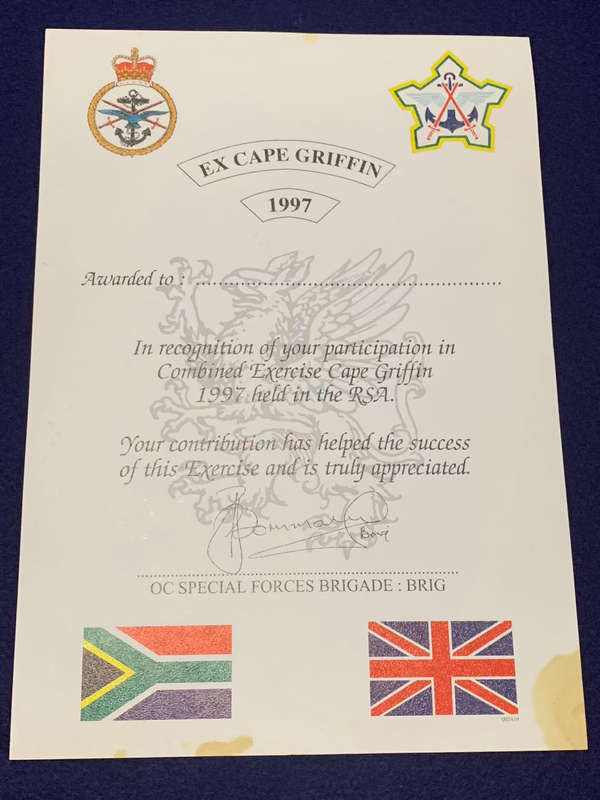 EX CAPE GRIFFIN
1997
Awarded to : ......................................................
In recognition of your participation in
Combined Exercise Cape Griffin
1997 held in the RSA.
Your contribution has helped the success
of this Exercise and is truly appreciated.
Brig
OC SPECIAL FORCES BRIGADE : BRIG